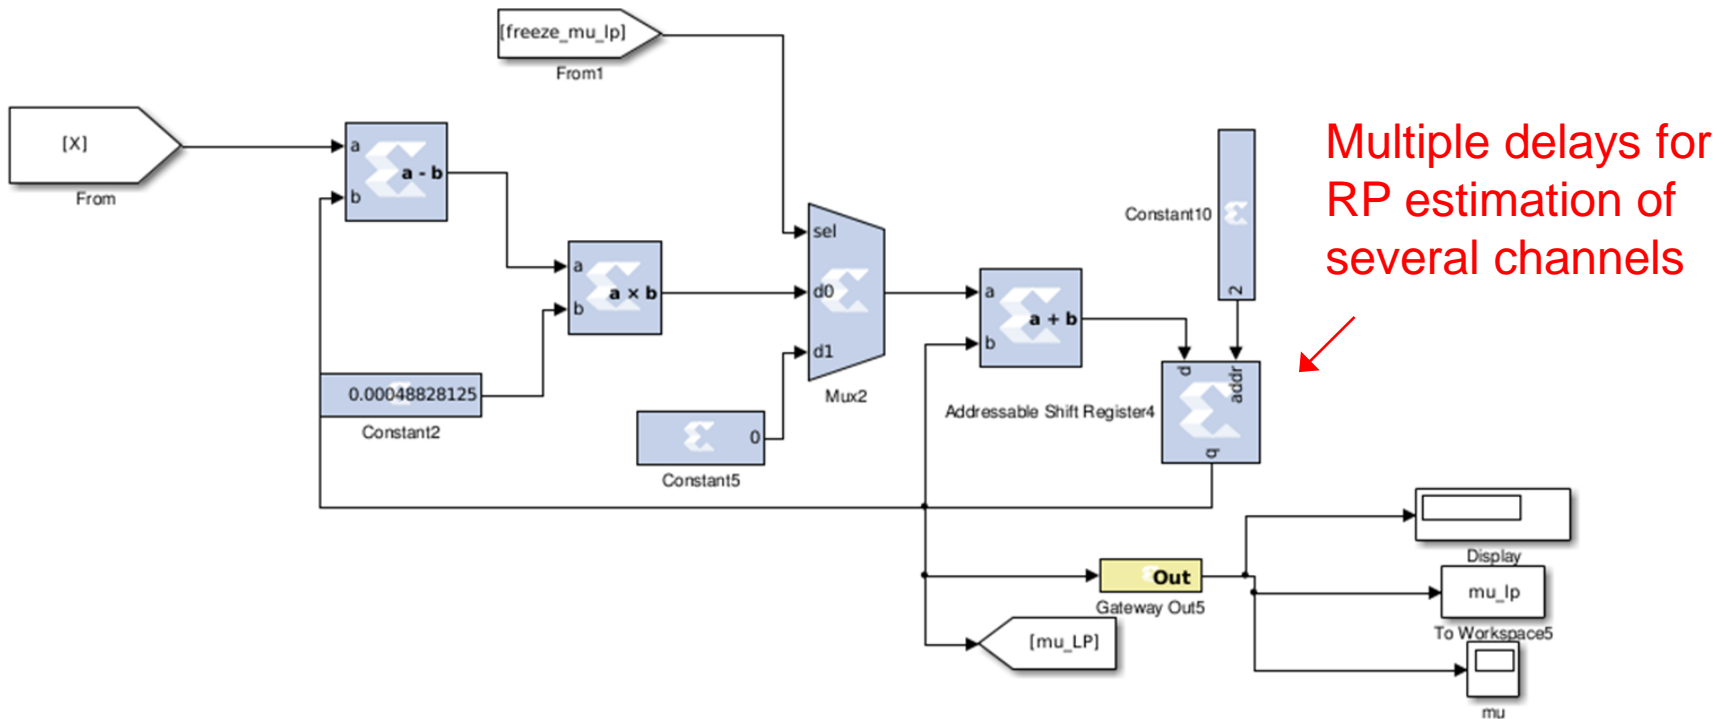 [freeze_mu_lp]
From1
[X]
From
a
b
a - b
a
b
a × b
0.00048828125
Constant2
0
Constant5
sel
d0
d1
Mux2
a
b
a + b
Constant10
2
Multiple delays for
RP estimation of
several channels
d
addr
q
Addressable Shift Register4
Out
Gateway Out5
[mu_LP]
Display
mu_lp
To Workspace5
mu